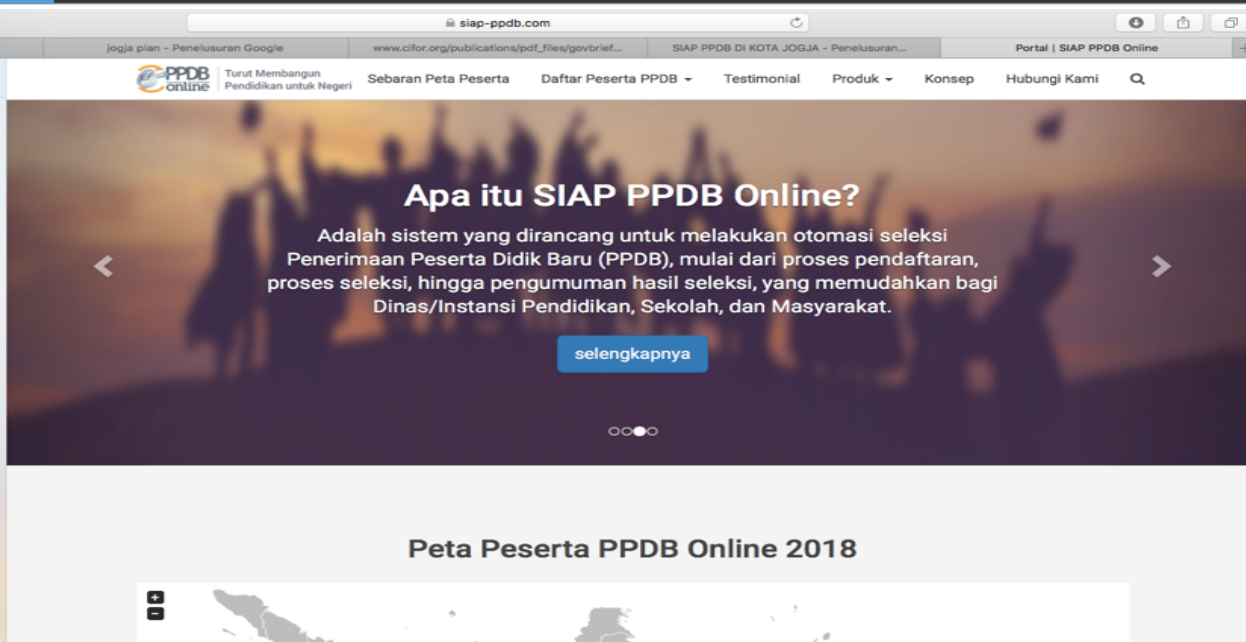 siap-ppdb.com
jogja plan - Penelusuran Google
www.cifor.org/publications/pdf_files/govbrief...
SIAP PPDB DI KOTA JOGJA - Penelusuran...
Portal | SIAP PPDB Online
e-PPDB online
Turut Membangun
Pendidikan untuk Negeri
Sebaran Peta Peserta
Daftar Peserta PPDB
Testimonial
Produk
Konsep
Hubungi Kami
Apa itu SIAP PPDB Online?
Adalah sistem yang dirancang untuk melakukan otomasi seleksi
Penerimaan Peserta Didik Baru (PPDB), mulai dari proses pendaftaran,
proses seleksi, hingga pengumuman hasil seleksi, yang memudahkan bagi
Dinas/Instansi Pendidikan, Sekolah, dan Masyarakat.
selengkapnya
Peta Peserta PPDB Online 2018